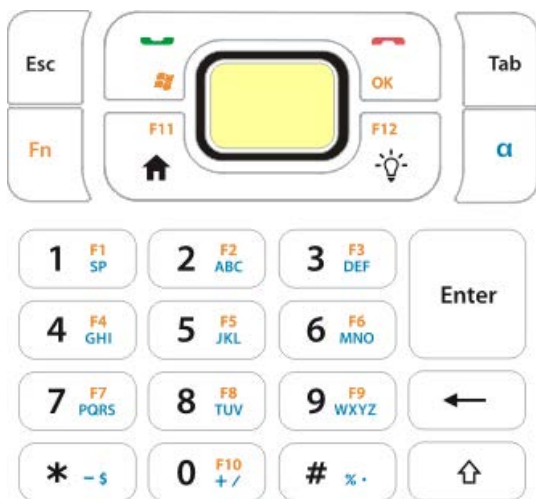 Esc
Tab
OK
Fn
F11
F12
α
1 F1 SP
2 F2 ABC
3 F3 DEF
Enter
4 F4 GHI
5 F5 JKL
6 F6 MNO
7 F7 PQRS
8 F8 TUV
9 F9 WXYZ
* - $
0 F10 + /
# % .